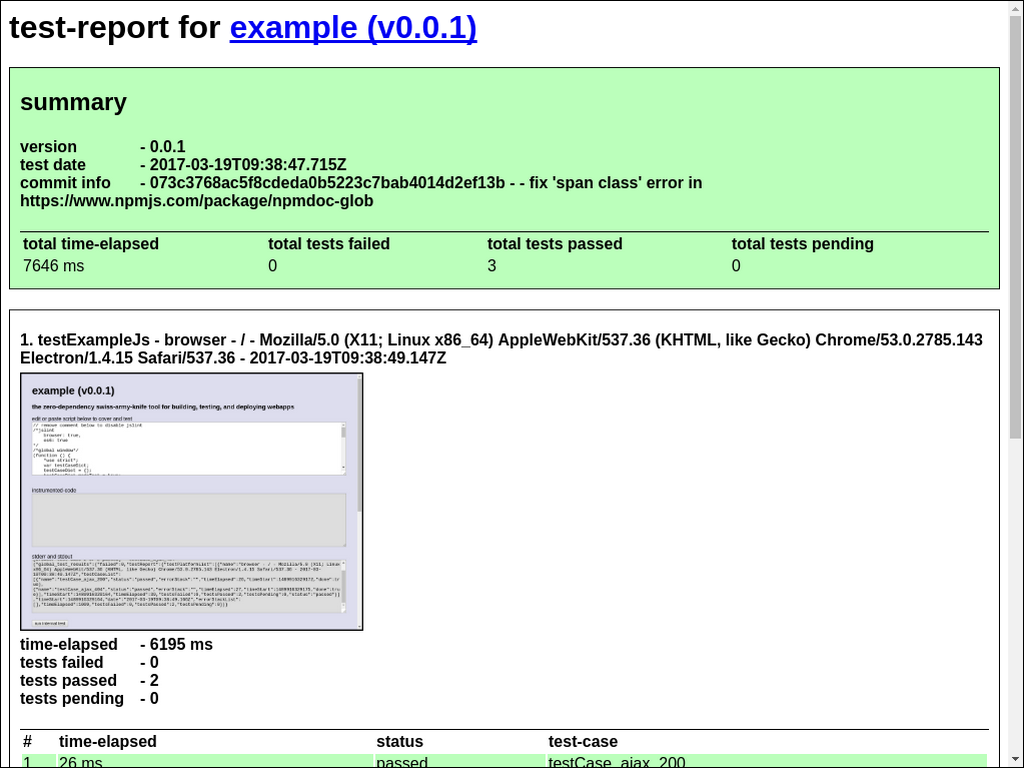 test-report for example (v0.0.1)
summary
version - 0.0.1
test date - 2017-03-19T09:38:47.715Z
commit info - 073c3768ac5f8cdeda0b5223c7bab4014d2ef13b - - fix 'span class' error in
https://www.npmjs.com/package/npmdoc-glob
total time-elapsed total tests failed total tests passed total tests pending
7646 ms 0 3 0
1. testExampleJs - browser - / - Mozilla/5.0 (X11; Linux x86_64) AppleWebKit/537.36 (KHTML, like Gecko) Chrome/53.0.2785.143
Electron/1.4.15 Safari/537.36 - 2017-03-19T09:38:49.147Z
example (v0.0.1)
the zero-dependency swiss-army-knife tool for building, testing, and deploying webapps
edit or paste script below to cover and test
// remove comment below to disable jslint
/*jslint
browser: true,
es6: true
*/
/*global window*/
(function () {
"use strict";
var testCaseDict;
testCaseDict = {};
instrumented code
stderr and stdout
time-elapsed - 6195 ms
tests failed - 0
tests passed - 2
tests pending - 0
# time-elapsed status test-case
1 26 ms passed testCase_ajax_200